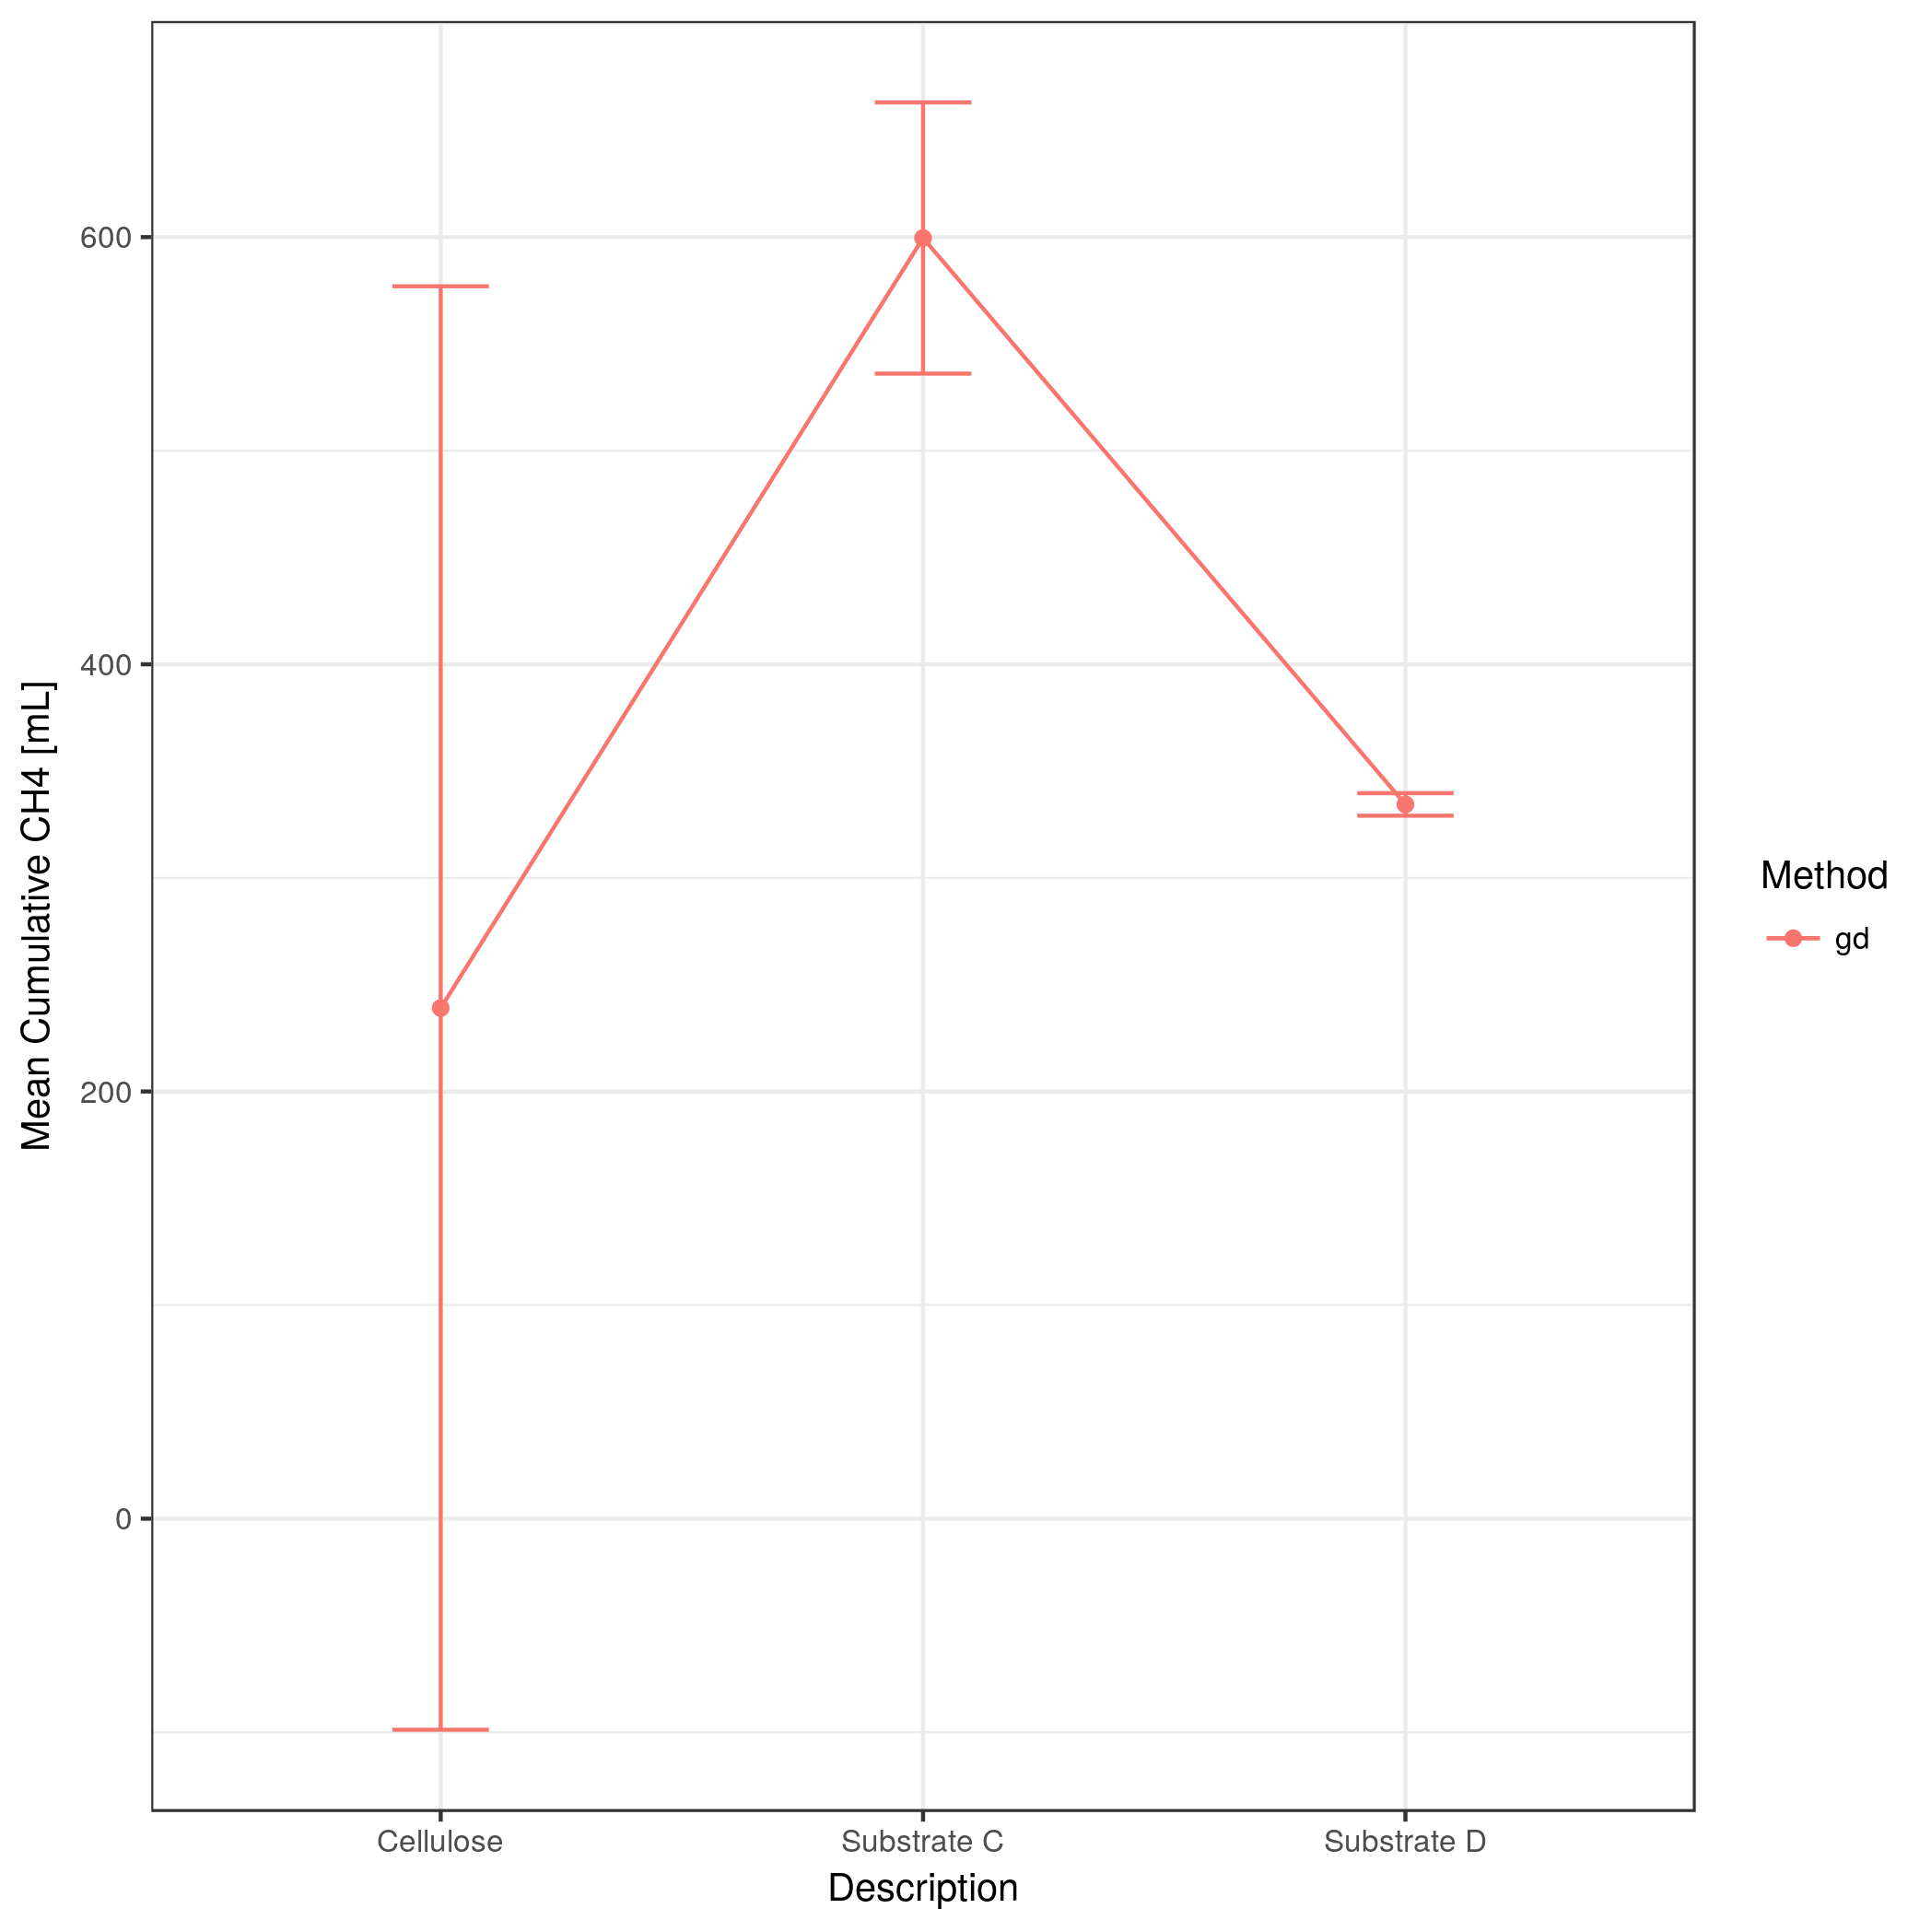 Mean Cumulative CH4 [mL]
600
400
200
0
Cellulose
Substrate C
Substrate D
Description
Method
gd